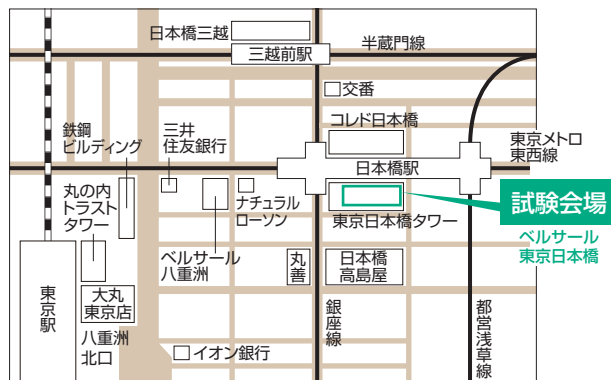 日本橋三越
三越前駅
半蔵門線
交番
コレド日本橋
鉄鋼
ビルディング
三井
住友銀行
日本橋駅
東京メトロ
東西線
丸の内
トラスト
タワー
ナチュラル
ローソン
東京日本橋タワー
試験会場
ベルサール
東京日本橋
ベルサール
八重洲
丸善
日本橋
高島屋
東京駅
大丸
東京店
八重洲
北口
イオン銀行
銀座線
都営浅草線